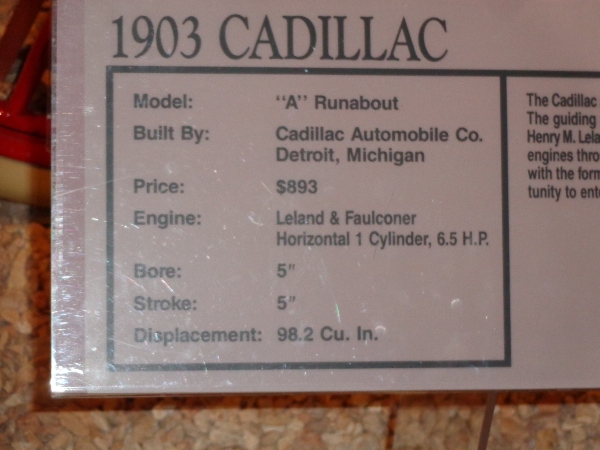 1903 CADILLAC
Model: "A" Runabout
Built By: Cadillac Automobile Co.
Detroit, Michigan
Price: $893
Engine: Leland & Faulconer
Horizontal 1 Cylinder, 6.5 H.P.
Bore: 5"
Stroke: 5"
Displacement: 98.2 Cu. In.
The Cadillac
The guiding
Henry M. Lela
engines thro
with the form
tunity to ent